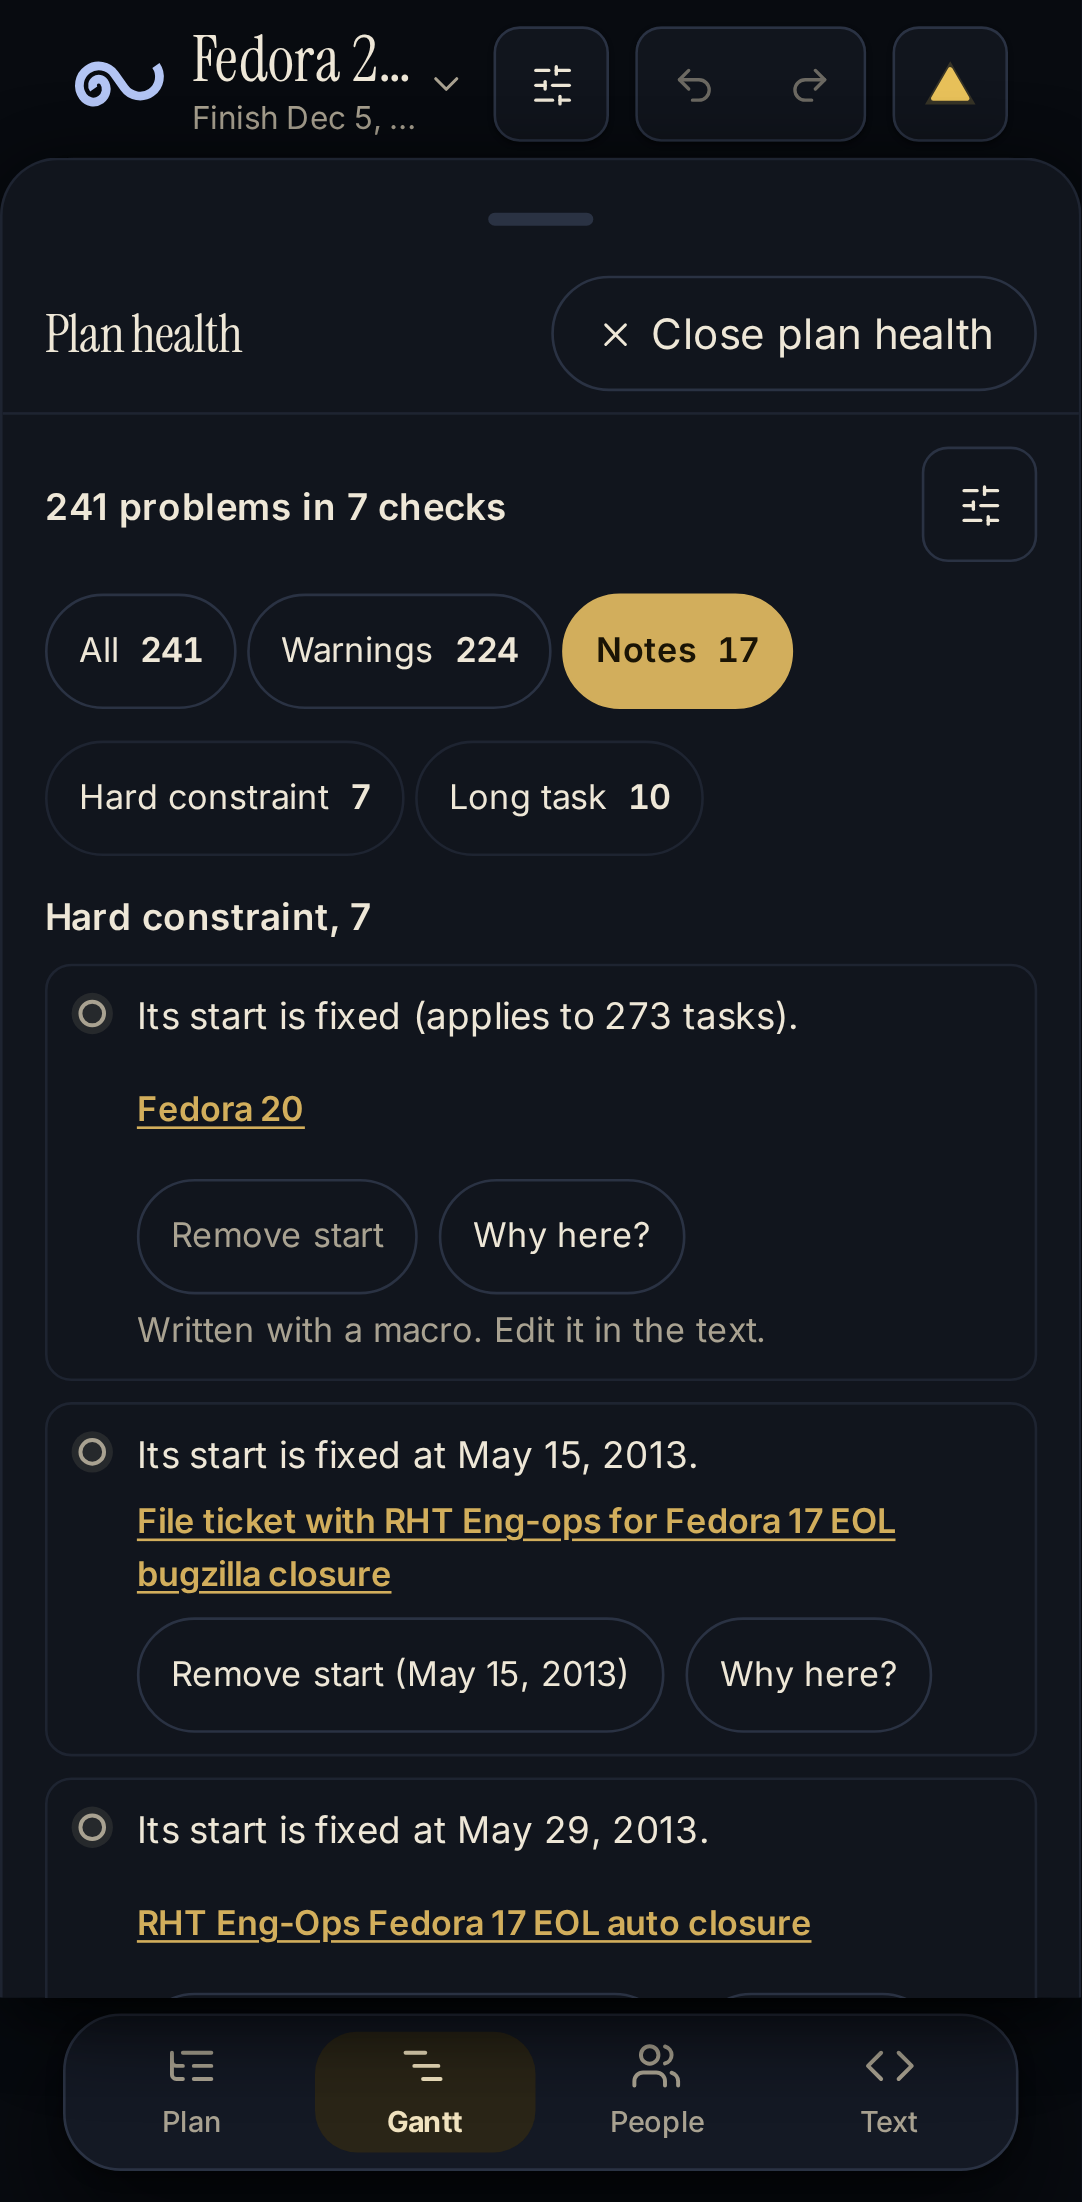 Fedora 2...
Finish Dec 5, ...
Plan health
Close plan health
241 problems in 7 checks
All 241
Warnings 224
Notes 17
Hard constraint 7
Long task 10
Hard constraint, 7
Its start is fixed (applies to 273 tasks).
Fedora 20
Remove start
Why here?
Written with a macro. Edit it in the text.
Its start is fixed at May 15, 2013.
File ticket with RHT Eng-ops for Fedora 17 EOL
bugzilla closure
Remove start (May 15, 2013)
Why here?
Its start is fixed at May 29, 2013.
RHT Eng-Ops Fedora 17 EOL auto closure
Plan
Gantt
People
Text